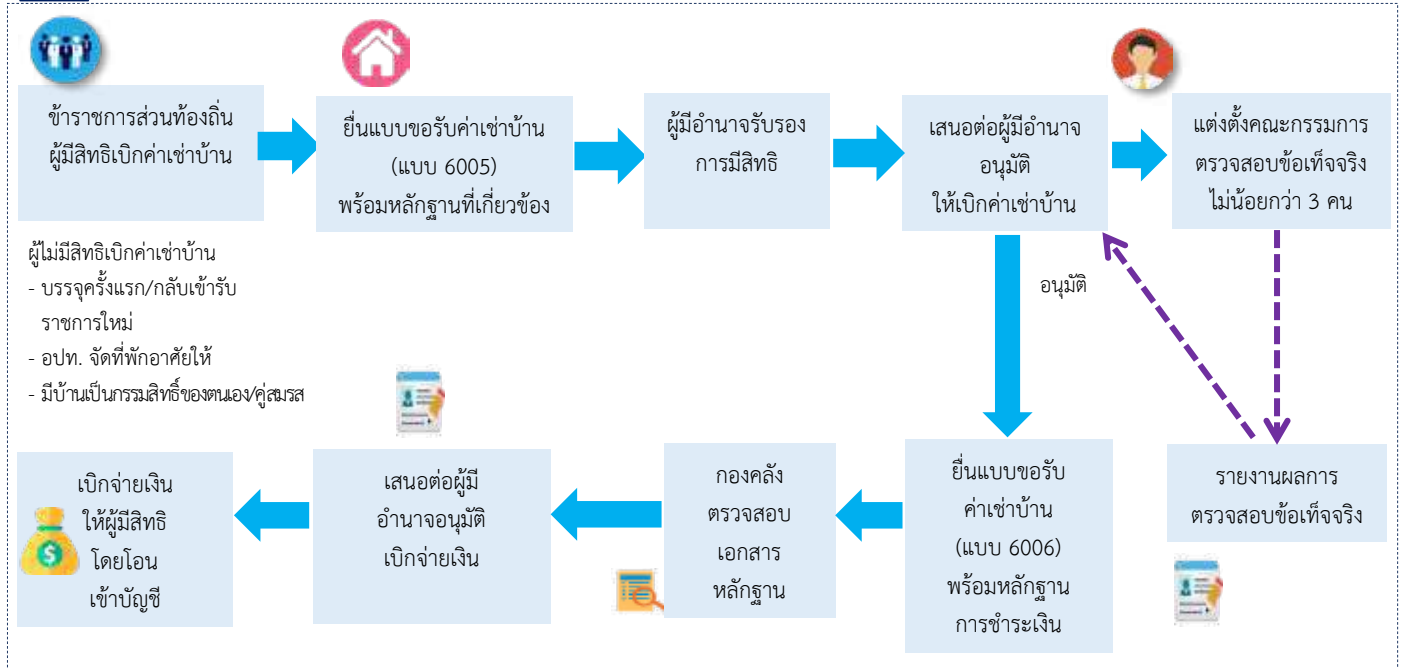 ข้าราชการส่วนท้องถิ่น
ผู้มีสิทธิเบิกค่าเช่าบ้าน
ยื่นแบบขอรับค่าเช่าบ้าน
(แบบ 6005)
พร้อมหลักฐานที่เกี่ยวข้อง
ผู้มีอำนาจรับรอง
การมีสิทธิ
เสนอต่อผู้มีอำนาจ
อนุมัติ
ให้เบิกค่าเช่าบ้าน
แต่งตั้งคณะกรรมการ
ตรวจสอบข้อเท็จจริง
ไม่น้อยกว่า 3 คน
ผู้ไม่มีสิทธิเบิกค่าเช่าบ้าน
- บรรจุครั้งแรก/กลับเข้ารับ
ราชการใหม่
- อปท. จัดที่พักอาศัยให้
- มีบ้านเป็นกรรมสิทธิ์ของตนเอง/คู่สมรส
อนุมัติ
รายงานผลการ
ตรวจสอบข้อเท็จจริง
ยื่นแบบขอรับ
ค่าเช่าบ้าน
(แบบ 6006)
พร้อมหลักฐาน
การชำระเงิน
กองคลัง
ตรวจสอบ
เอกสาร
หลักฐาน
เสนอต่อผู้มี
อำนาจอนุมัติ
เบิกจ่ายเงิน
เบิกจ่ายเงิน
ให้ผู้มีสิทธิ
โดยโอน
เข้าบัญชี